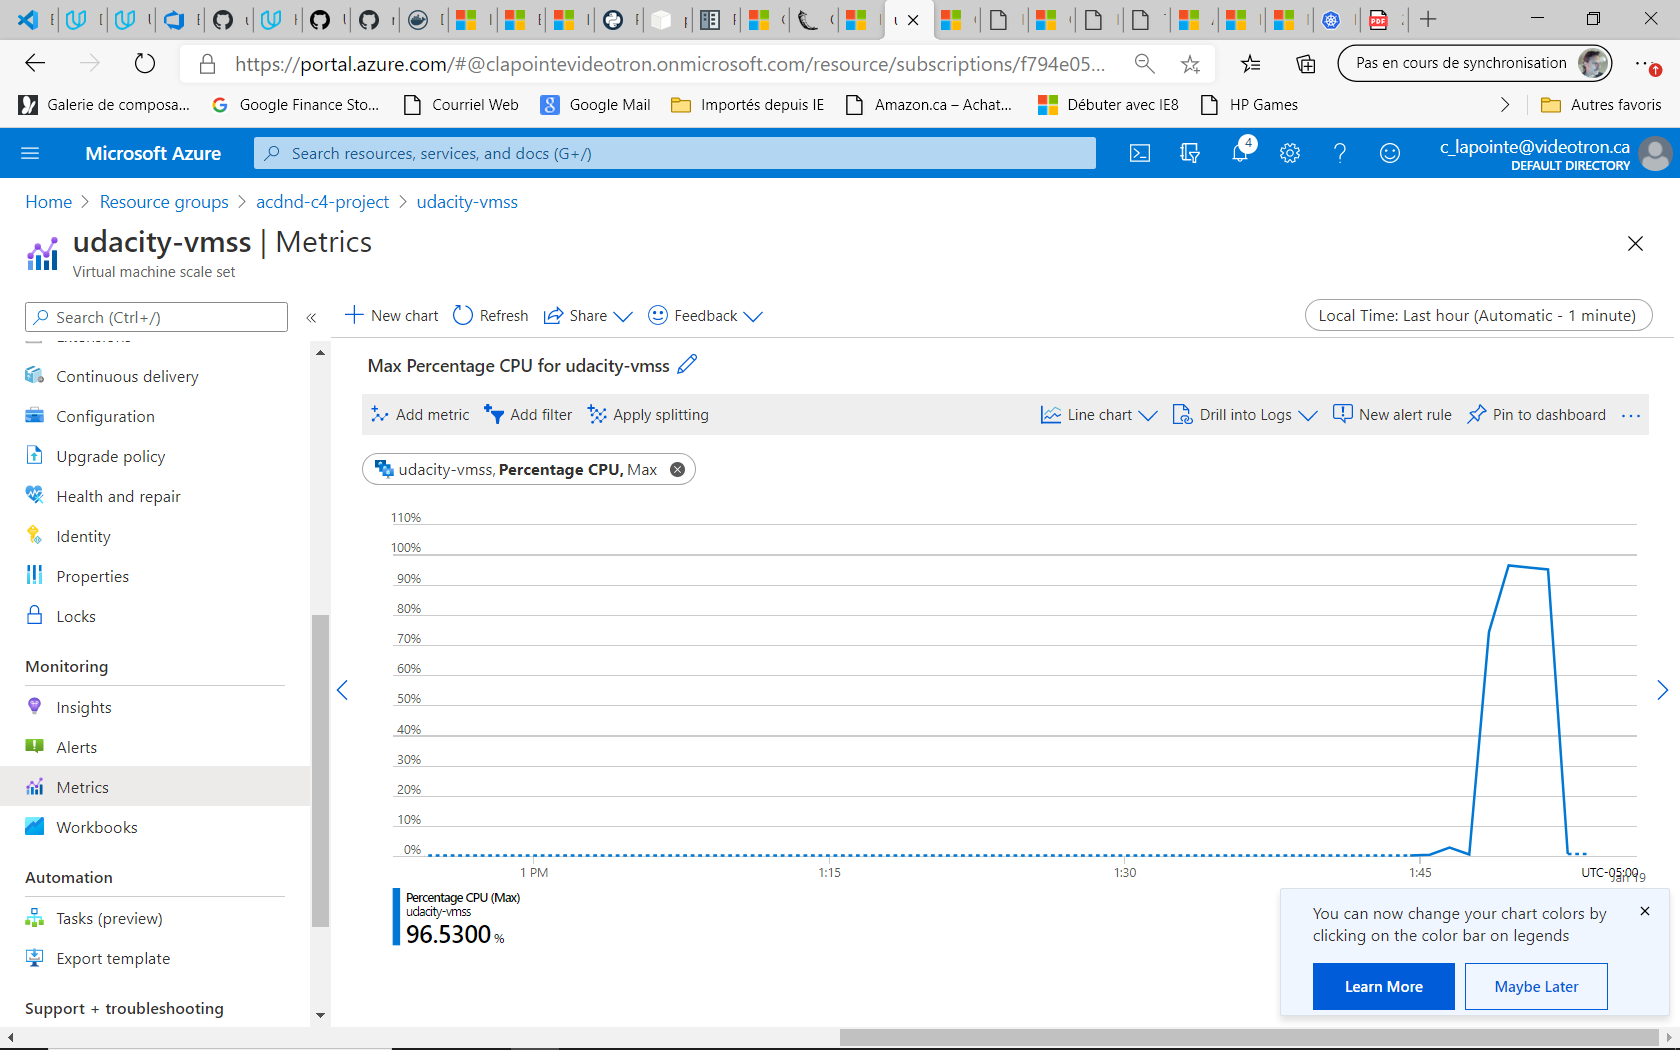 https://portal.azure.com/#@clapointevideotron.onmicrosoft.com/resource/subscriptions/f794e05...
Pas en cours de synchronisation
Galerie de composa...
Google Finance Sto...
Courriel Web
Google Mail
Importés depuis IE
Amazon.ca – Achat...
Débuter avec IE8
HP Games
Autres favoris
Microsoft Azure
Search resources, services, and docs (G+/)
4
c_lapointe@videotron.ca
DEFAULT DIRECTORY
Home > Resource groups > acdnd-c4-project > udacity-vmss
udacity-vmss | Metrics
Virtual machine scale set
Search (Ctrl+/)
«
New chart
Refresh
Share
Feedback
Local Time: Last hour (Automatic - 1 minute)
Extensions
Continuous delivery
Configuration
Upgrade policy
Health and repair
Identity
Properties
Locks
Monitoring
Insights
Alerts
Metrics
Workbooks
Automation
Tasks (preview)
Export template
Support + troubleshooting
Max Percentage CPU for udacity-vmss
Add metric
Add filter
Apply splitting
Line chart
Drill into Logs
New alert rule
Pin to dashboard
udacity-vmss, Percentage CPU, Max
110%
100%
90%
80%
70%
60%
50%
40%
30%
20%
10%
0%
1 PM
1:15
1:30
1:45
UTC-05:00
Jan 19
Percentage CPU (Max)
udacity-vmss
96.5300 %
You can now change your chart colors by
clicking on the color bar on legends
Learn More
Maybe Later